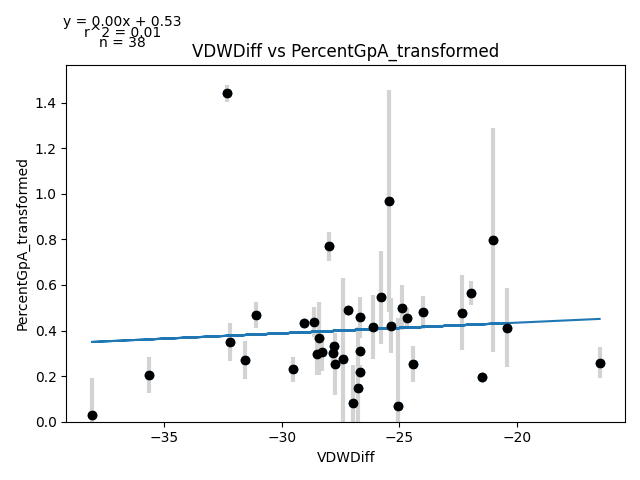 y = 0.00x + 0.53
r^2 = 0.01
n = 38
VDWDiff vs PercentGpA_transformed
PercentGpA_transformed
1.4
1.2
1.0
0.8
0.6
0.4
0.2
0.0
−35
−30
−25
−20
VDWDiff